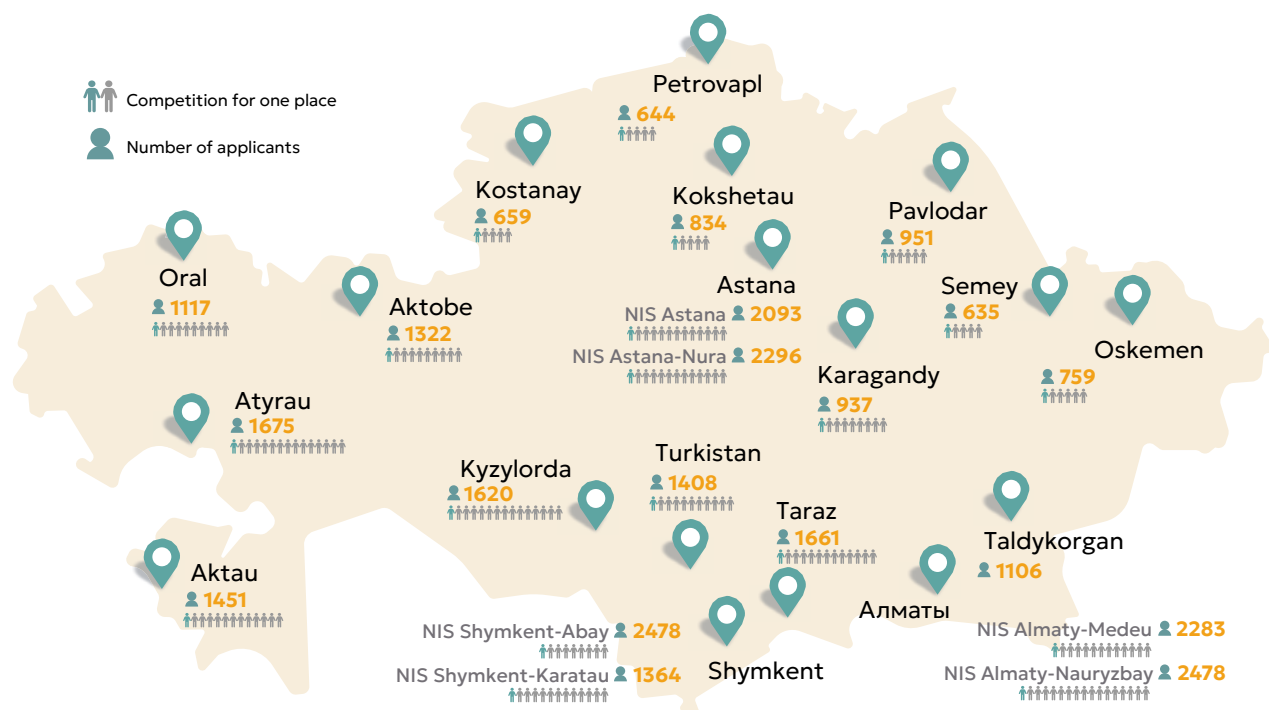 Competition for one place
Number of applicants
Petrovapl
644
Kostanay
659
Kokshetau
834
Pavlodar
951
Oral
1117
Aktobe
1322
Astana
NIS Astana 2093
NIS Astana-Nura 2296
Semey
635
Oskemen
759
Karagandy
937
Atyrau
1675
Kyzylorda
1620
Turkistan
1408
Taraz
1661
Taldykorgan
1106
Aktau
1451
Алматы
NIS Almaty-Medeu 2283
NIS Almaty-Nauryzbay 2478
NIS Shymkent-Abay 2478
NIS Shymkent-Karatau 1364
Shymkent